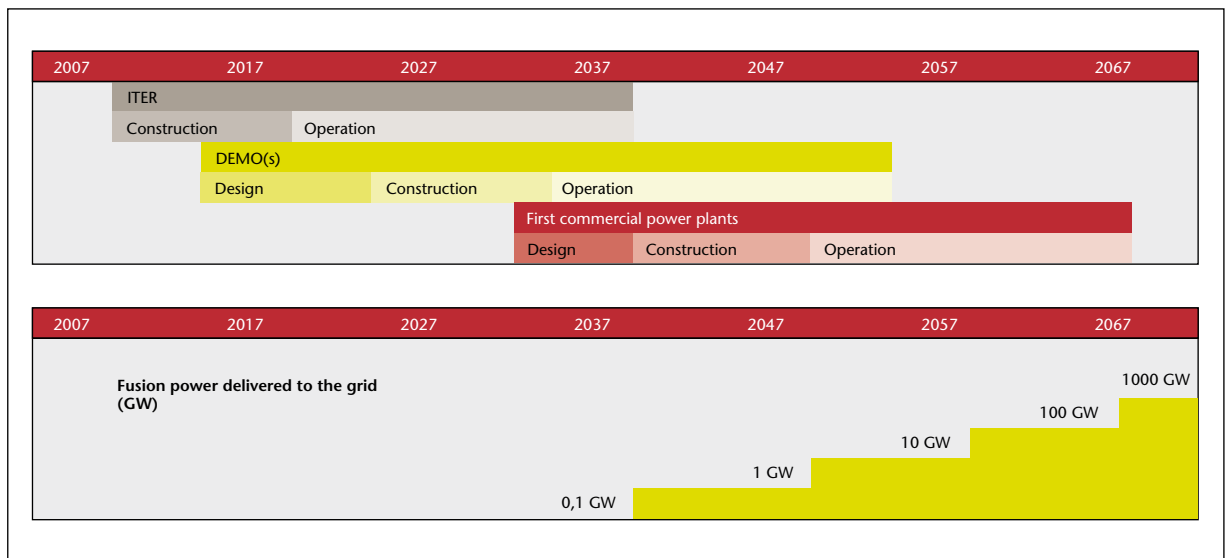 2007 2017 2027 2037 2047 2057 2067
ITER
Construction Operation
DEMO(s)
Design Construction Operation
First commercial power plants
Design Construction Operation
2007 2017 2027 2037 2047 2057 2067
Fusion power delivered to the grid
(GW)
1000 GW
100 GW
10 GW
1 GW
0,1 GW